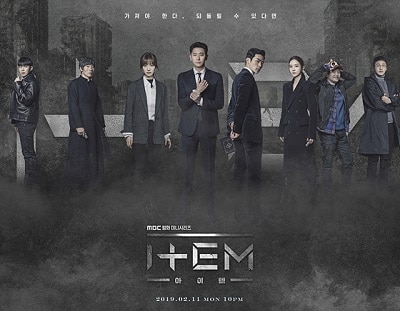 가져야 한다, 되돌릴 수 있다면
MBC 월화 미니시리즈
ITEM
아이템
2019.02.11 MON 10PM